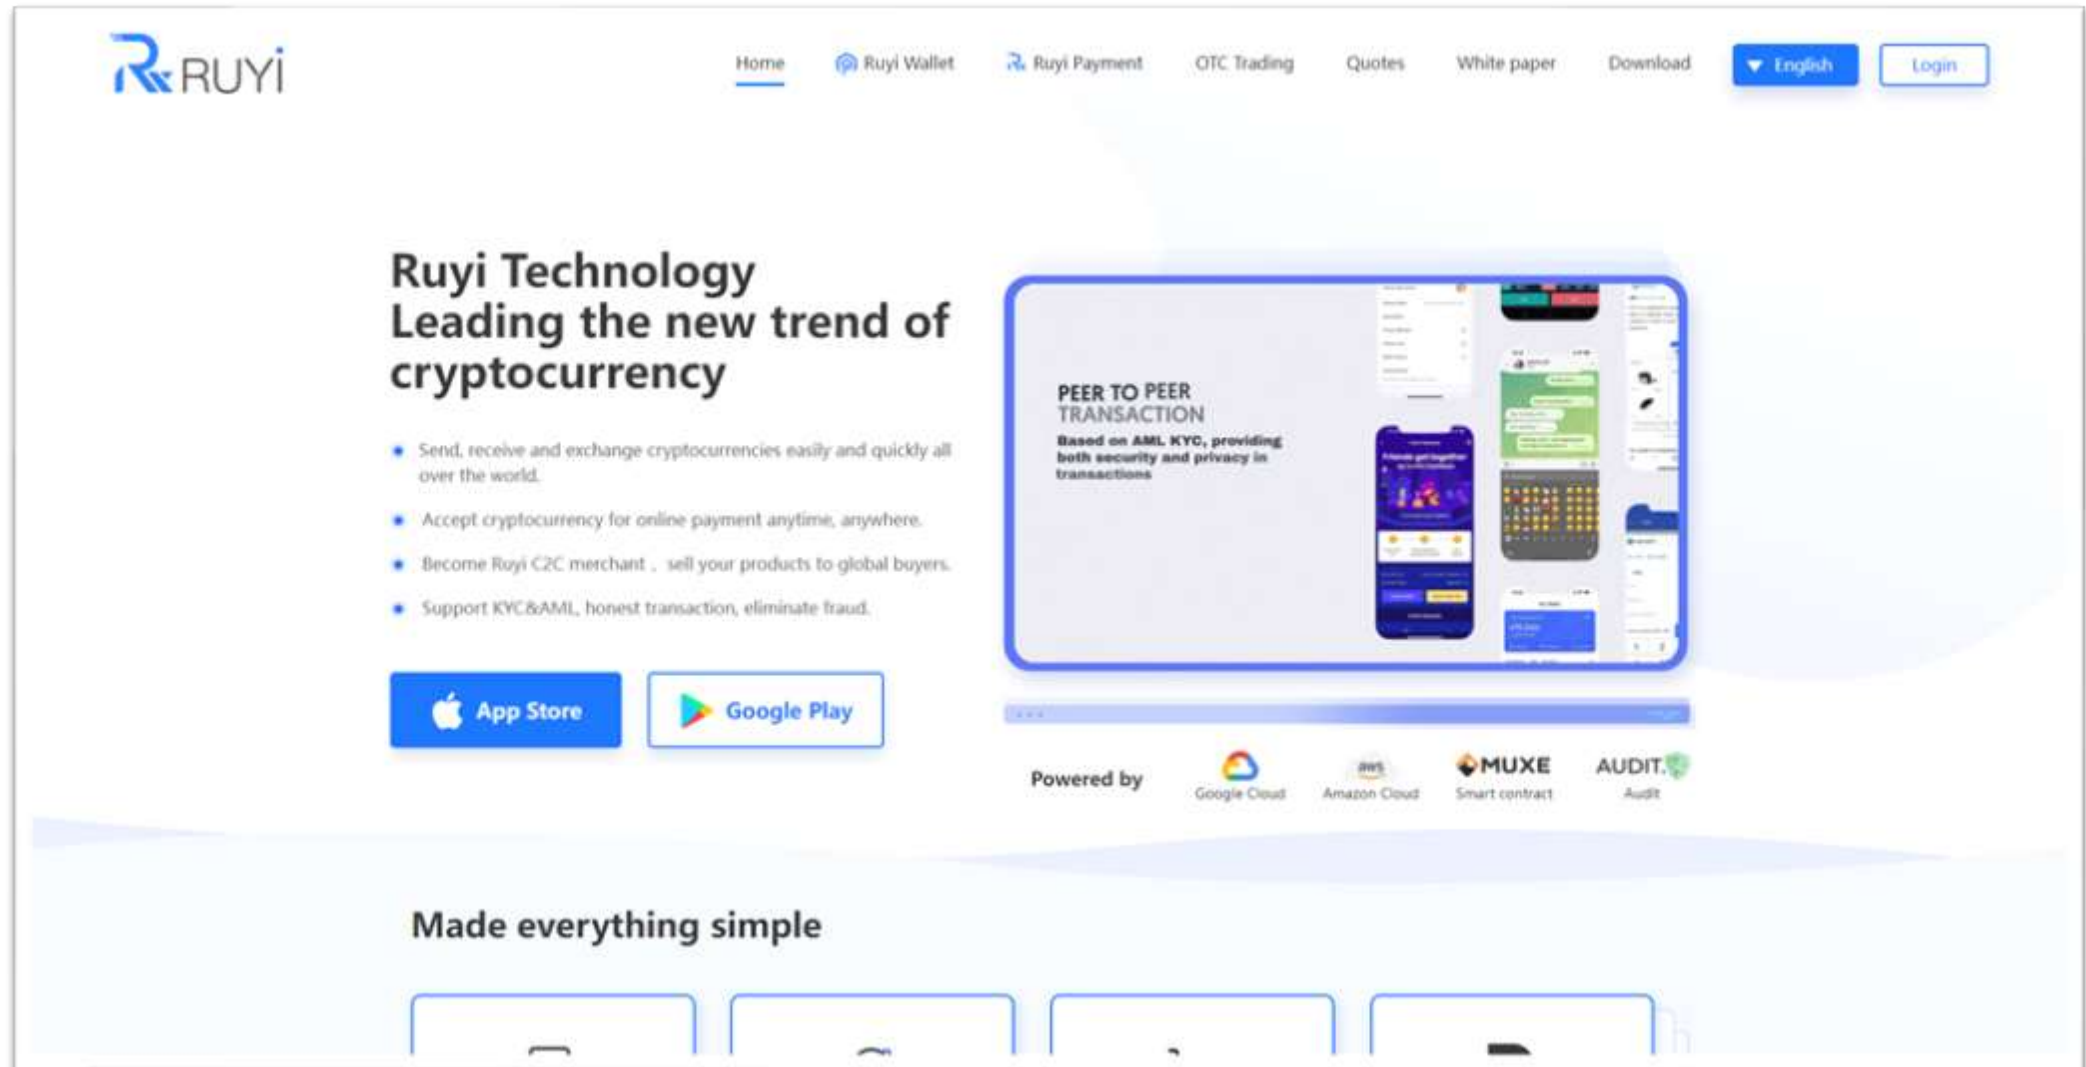 RUYi
Home
Ruyi Wallet
Ruyi Payment
OTC Trading
Quotes
White paper
Download
English
Login
Ruyi Technology
Leading the new trend of
cryptocurrency
Send, receive and exchange cryptocurrencies easily and quickly all
over the world.
Accept cryptocurrency for online payment anytime, anywhere.
Become Ruyi C2C merchant , sell your products to global buyers.
Support KYC&AML, honest transaction, eliminate fraud.
App Store
Google Play
PEER TO PEER
TRANSACTION
Based on AML KYC, providing
both security and privacy in
transactions
Friends get together
Powered by
Google Cloud
aws
Amazon Cloud
MUXE
Smart contract
AUDIT.
Audit
Made everything simple